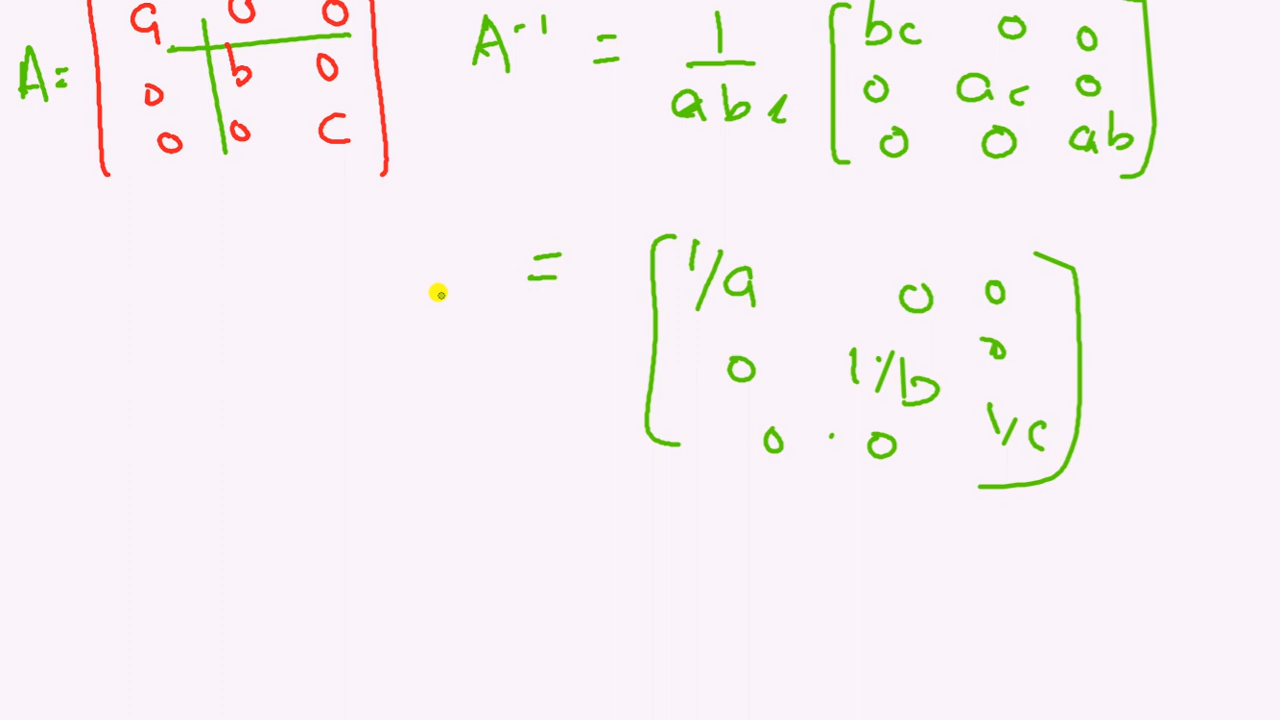 A = [ a 0 0
0 b 0
0 0 c ]
A⁻¹ = 1/abc [ bc 0 0
0 ac 0
0 0 ab ]
= [ 1/a 0 0
0 1/b 0
0 0 1/c ]